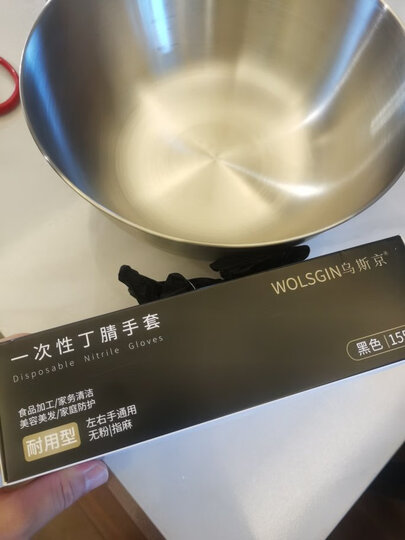 WOLSGIN乌斯京®
一次性丁腈手套
Disposable Nitrile Gloves
黑色|155
食品加工/家务清洁
美容美发/家庭防护
耐用型
左右手通用
无粉|指麻